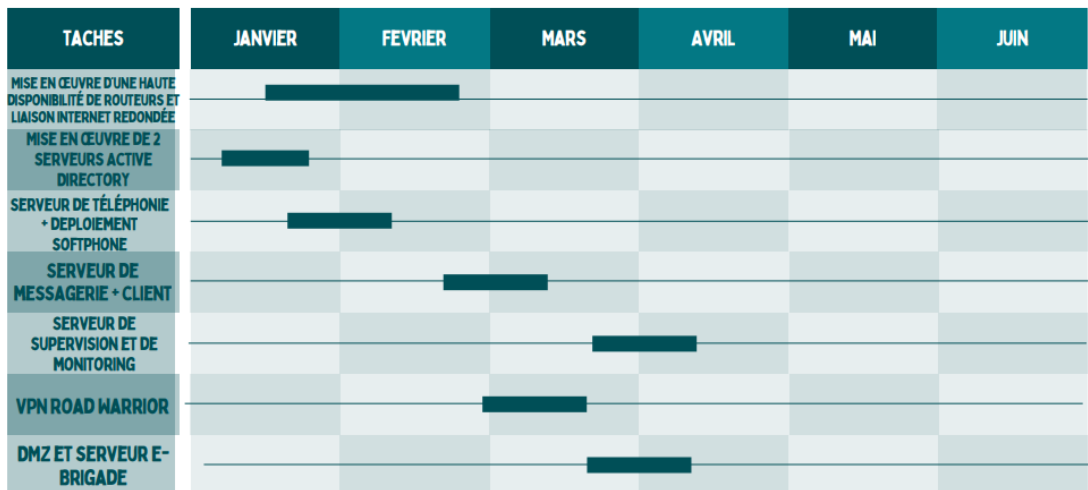 TACHES JANVIER FEVRIER MARS AVRIL MAI JUIN
MISE EN ŒUVRE D'UNE HAUTE
DISPONIBILITÉ DE ROUTEURS ET
LIAISON INTERNET REDONDÉE
MISE EN ŒUVRE DE 2
SERVEURS ACTIVE
DIRECTORY
SERVEUR DE TÉLÉPHONIE
+ DEPLOIEMENT
SOFTPHONE
SERVEUR DE
MESSAGERIE + CLIENT
SERVEUR DE
SUPERVISION ET DE
MONITORING
VPN ROAD WARRIOR
DMZ ET SERVEUR E-
BRIGADE